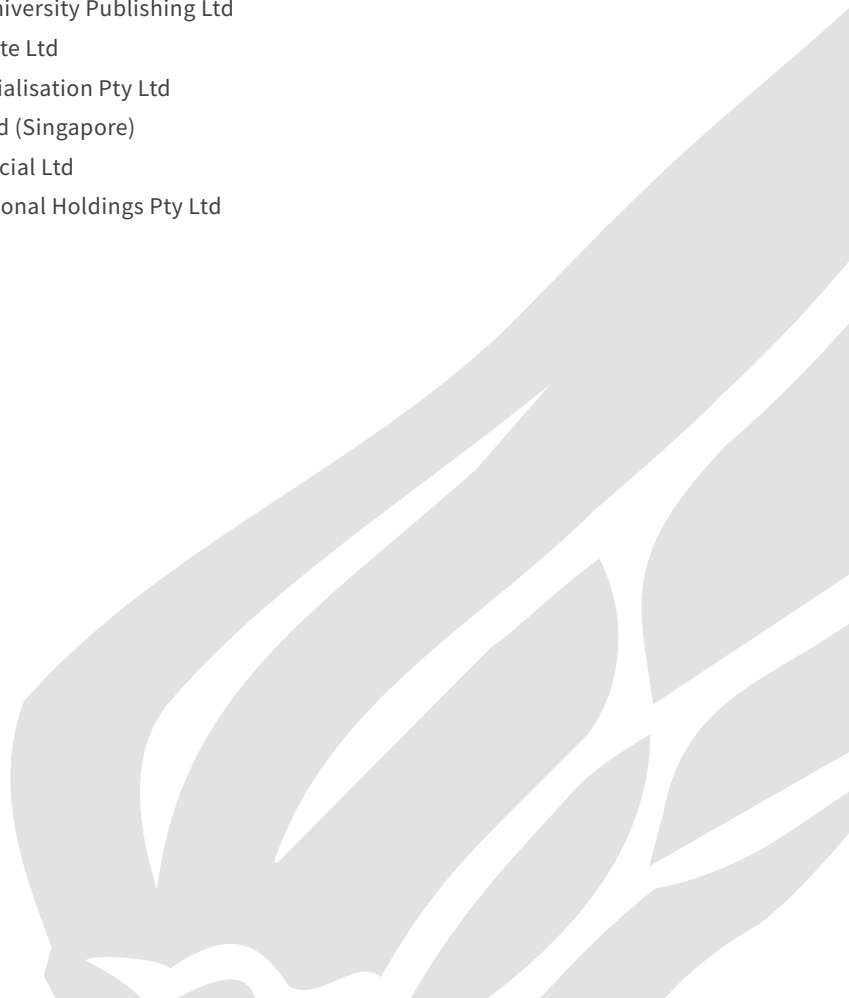 niversity Publishing Ltd
te Ltd
ialisation Pty Ltd
d (Singapore)
cial Ltd
onal Holdings Pty Ltd